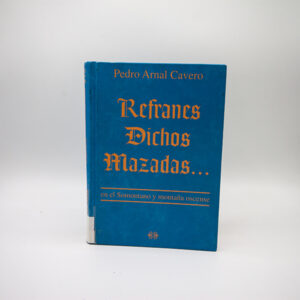 Pedro Arnal Cavero
Refranes
Dichos
Mazadas...
en el Somontano y montaña oscense